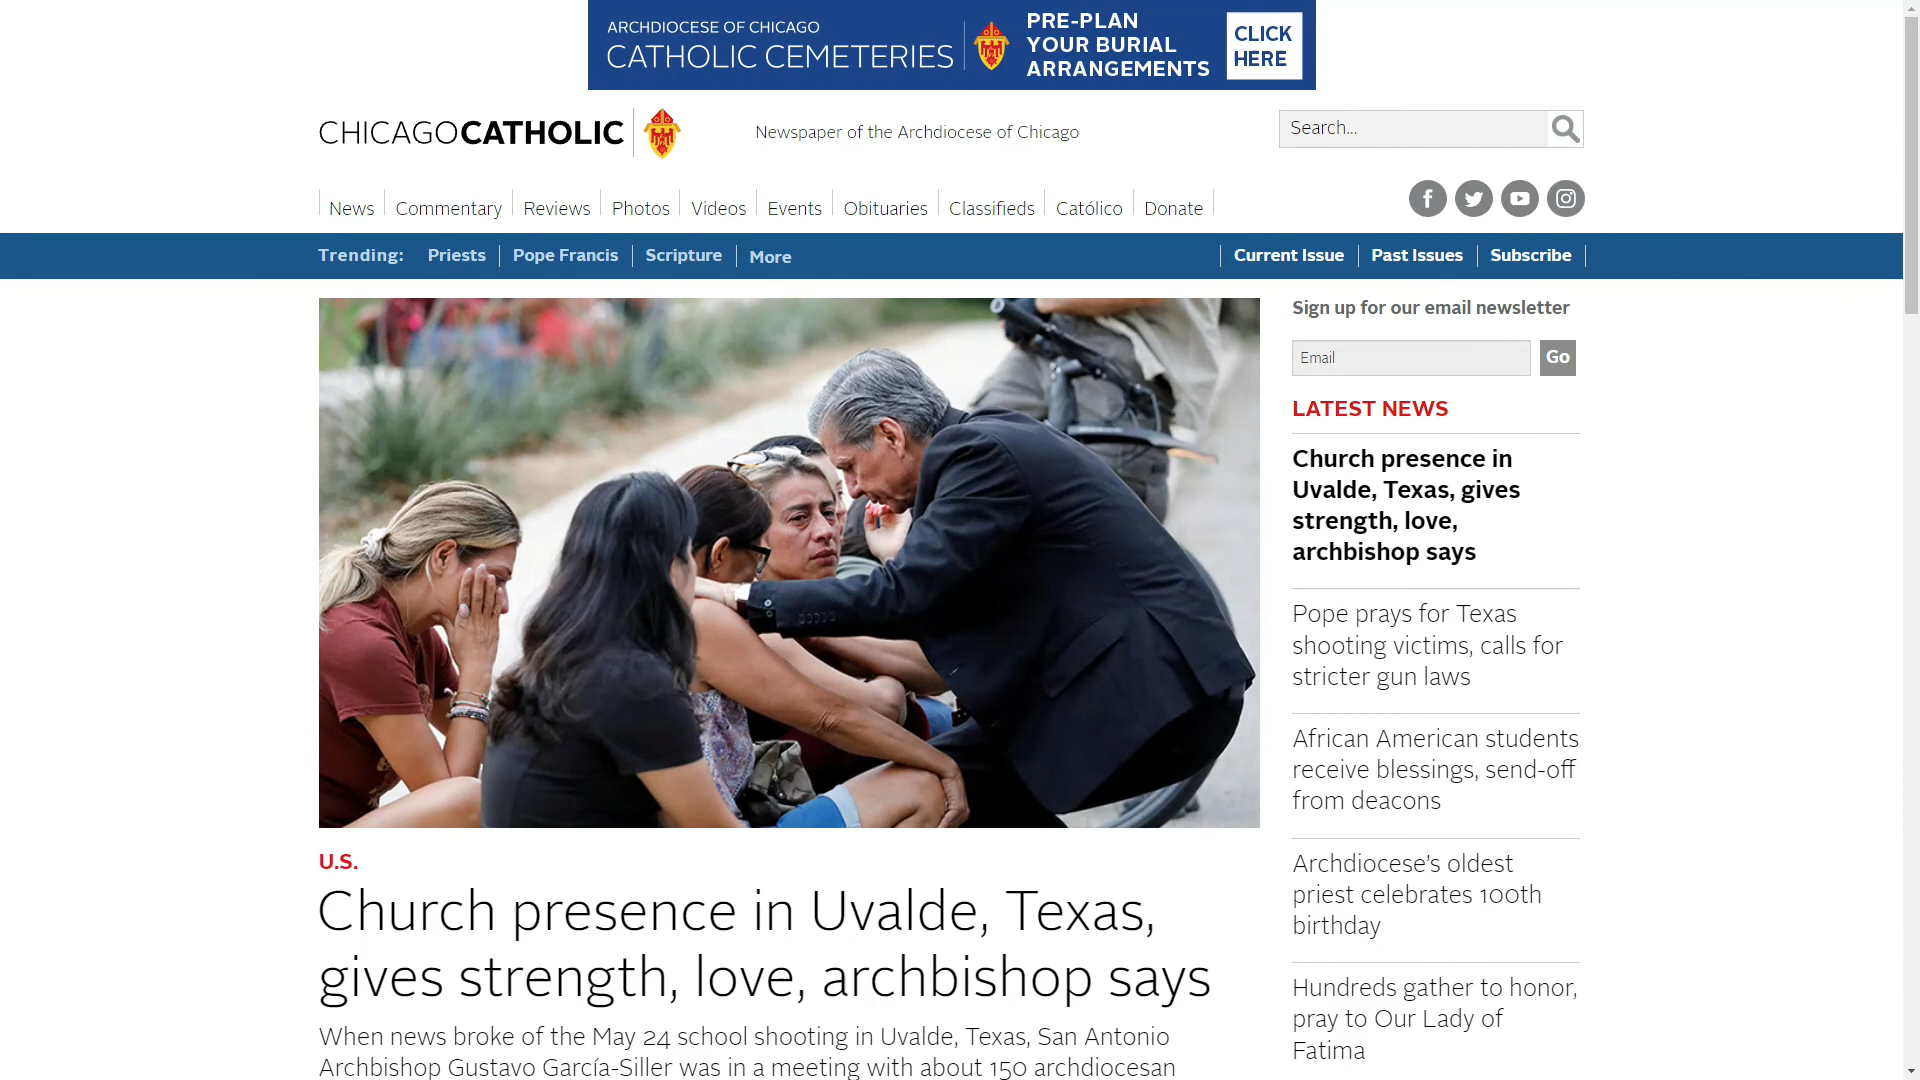 ARCHDIOCESE OF CHICAGO
CATHOLIC CEMETERIES
PRE-PLAN
YOUR BURIAL
ARRANGEMENTS
CLICK
HERE
CHICAGOCATHOLIC
Newspaper of the Archdiocese of Chicago
Search...
News Commentary Reviews Photos Videos Events Obituaries Classifieds Católico Donate
Trending: Priests Pope Francis Scripture More Current Issue Past Issues Subscribe
Sign up for our email newsletter
Email Go
LATEST NEWS
Church presence in
Uvalde, Texas, gives
strength, love,
archbishop says
Pope prays for Texas
shooting victims, calls for
stricter gun laws
African American students
receive blessings, send-off
from deacons
Archdiocese’s oldest
priest celebrates 100th
birthday
Hundreds gather to honor,
pray to Our Lady of
Fatima
U.S.
Church presence in Uvalde, Texas,
gives strength, love, archbishop says
When news broke of the May 24 school shooting in Uvalde, Texas, San Antonio
Archbishop Gustavo García-Siller was in a meeting with about 150 archdiocesan